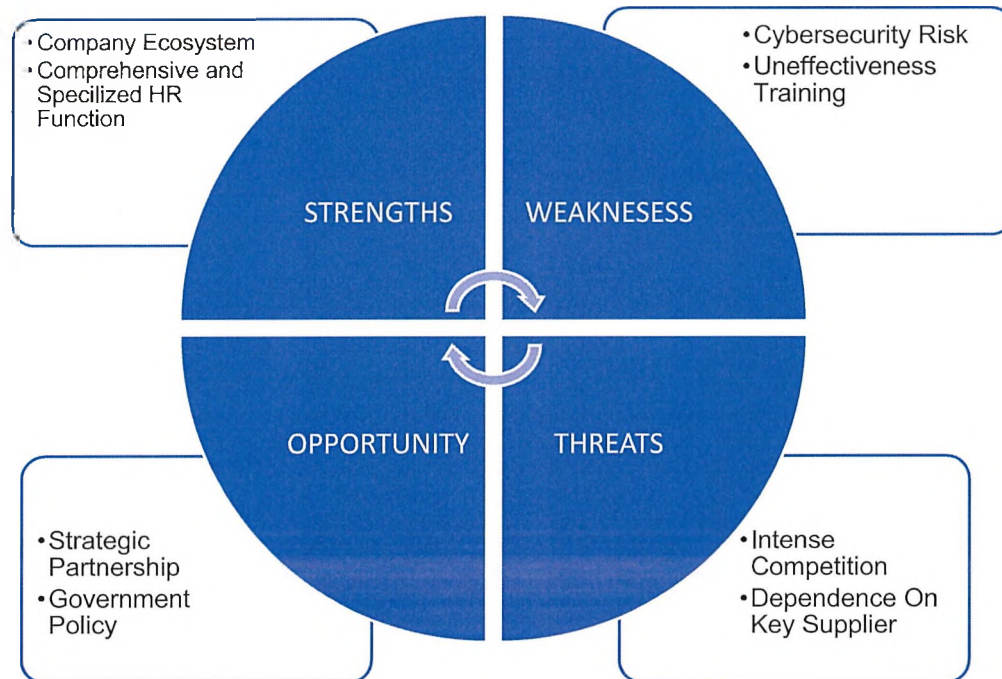 • Company Ecosystem
• Comprehensive and
Specilized HR
Function
• Cybersecurity Risk
• Uneffectiveness
Training
STRENGTHS
WEAKNESESS
OPPORTUNITY
THREATS
• Strategic
Partnership
• Government
Policy
• Intense
Competition
• Dependence On
Key Supplier